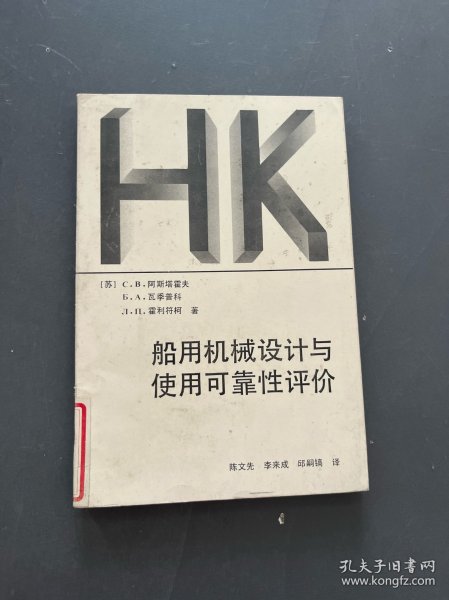 HK
[苏] С.В.阿斯塔霍夫
Б.А.瓦季普科
Л.Ц.霍利符柯 著
船用机械设计与
使用可靠性评价
陈文先 李来成 邱嗣镐 译
孔夫子旧书网
www.kongfz.com